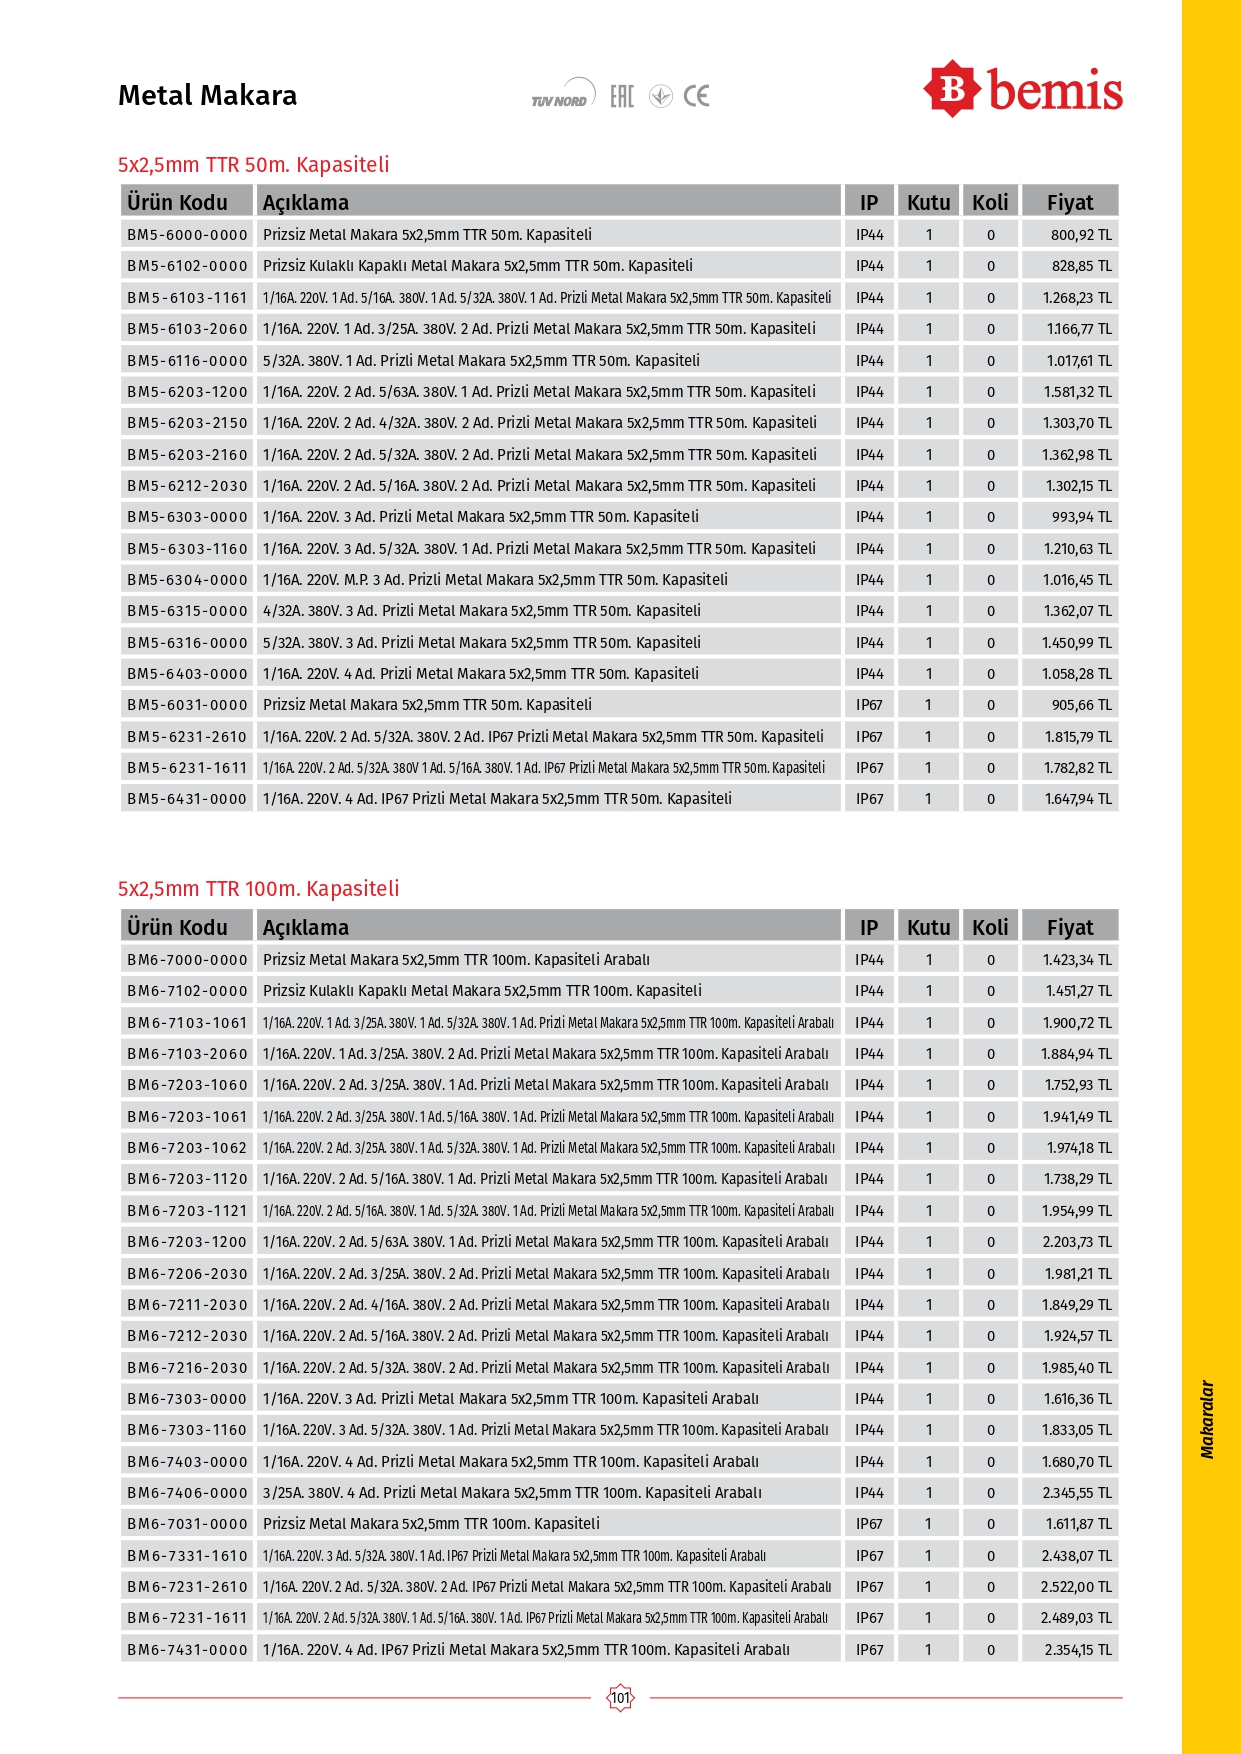 Metal Makara
TÜV NORD EAC CE
B bemis
5x2,5mm TTR 50m. Kapasiteli
Ürün Kodu Açıklama IP Kutu Koli Fiyat
BM5-6000-0000 Prizsiz Metal Makara 5x2,5mm TTR 50m. Kapasiteli IP44 1 0 800,92 TL
BM5-6102-0000 Prizsiz Kulaklı Kapaklı Metal Makara 5x2,5mm TTR 50m. Kapasiteli IP44 1 0 828,85 TL
BM5-6103-1161 1/16A. 220V. 1 Ad. 5/16A. 380V. 1 Ad. 5/32A. 380V. 1 Ad. Prizli Metal Makara 5x2,5mm TTR 50m. Kapasiteli IP44 1 0 1.268,23 TL
BM5-6103-2060 1/16A. 220V. 1 Ad. 3/25A. 380V. 2 Ad. Prizli Metal Makara 5x2,5mm TTR 50m. Kapasiteli IP44 1 0 1.166,77 TL
BM5-6116-0000 5/32A. 380V. 1 Ad. Prizli Metal Makara 5x2,5mm TTR 50m. Kapasiteli IP44 1 0 1.017,61 TL
BM5-6203-1200 1/16A. 220V. 2 Ad. 5/63A. 380V. 1 Ad. Prizli Metal Makara 5x2,5mm TTR 50m. Kapasiteli IP44 1 0 1.581,32 TL
BM5-6203-2150 1/16A. 220V. 2 Ad. 4/32A. 380V. 2 Ad. Prizli Metal Makara 5x2,5mm TTR 50m. Kapasiteli IP44 1 0 1.303,70 TL
BM5-6203-2160 1/16A. 220V. 2 Ad. 5/32A. 380V. 2 Ad. Prizli Metal Makara 5x2,5mm TTR 50m. Kapasiteli IP44 1 0 1.362,98 TL
BM5-6212-2030 1/16A. 220V. 2 Ad. 5/16A. 380V. 2 Ad. Prizli Metal Makara 5x2,5mm TTR 50m. Kapasiteli IP44 1 0 1.302,15 TL
BM5-6303-0000 1/16A. 220V. 3 Ad. Prizli Metal Makara 5x2,5mm TTR 50m. Kapasiteli IP44 1 0 993,94 TL
BM5-6303-1160 1/16A. 220V. 3 Ad. 5/32A. 380V. 1 Ad. Prizli Metal Makara 5x2,5mm TTR 50m. Kapasiteli IP44 1 0 1.210,63 TL
BM5-6304-0000 1/16A. 220V. M.P. 3 Ad. Prizli Metal Makara 5x2,5mm TTR 50m. Kapasiteli IP44 1 0 1.016,45 TL
BM5-6315-0000 4/32A. 380V. 3 Ad. Prizli Metal Makara 5x2,5mm TTR 50m. Kapasiteli IP44 1 0 1.362,07 TL
BM5-6316-0000 5/32A. 380V. 3 Ad. Prizli Metal Makara 5x2,5mm TTR 50m. Kapasiteli IP44 1 0 1.450,99 TL
BM5-6403-0000 1/16A. 220V. 4 Ad. Prizli Metal Makara 5x2,5mm TTR 50m. Kapasiteli IP44 1 0 1.058,28 TL
BM5-6031-0000 Prizsiz Metal Makara 5x2,5mm TTR 50m. Kapasiteli IP67 1 0 905,66 TL
BM5-6231-2610 1/16A. 220V. 2 Ad. 5/32A. 380V. 2 Ad. IP67 Prizli Metal Makara 5x2,5mm TTR 50m. Kapasiteli IP67 1 0 1.815,79 TL
BM5-6231-1611 1/16A. 220V. 2 Ad. 5/32A. 380V 1 Ad. 5/16A. 380V. 1 Ad. IP67 Prizli Metal Makara 5x2,5mm TTR 50m. Kapasiteli IP67 1 0 1.782,82 TL
BM5-6431-0000 1/16A. 220V. 4 Ad. IP67 Prizli Metal Makara 5x2,5mm TTR 50m. Kapasiteli IP67 1 0 1.647,94 TL
5x2,5mm TTR 100m. Kapasiteli
Ürün Kodu Açıklama IP Kutu Koli Fiyat
BM6-7000-0000 Prizsiz Metal Makara 5x2,5mm TTR 100m. Kapasiteli Arabalı IP44 1 0 1.423,34 TL
BM6-7102-0000 Prizsiz Kulaklı Kapaklı Metal Makara 5x2,5mm TTR 100m. Kapasiteli IP44 1 0 1.451,27 TL
BM6-7103-1061 1/16A. 220V. 1 Ad. 3/25A. 380V. 1 Ad. 5/32A. 380V. 1 Ad. Prizli Metal Makara 5x2,5mm TTR 100m. Kapasiteli Arabalı IP44 1 0 1.900,72 TL
BM6-7103-2060 1/16A. 220V. 1 Ad. 3/25A. 380V. 2 Ad. Prizli Metal Makara 5x2,5mm TTR 100m. Kapasiteli Arabalı IP44 1 0 1.884,94 TL
BM6-7203-1060 1/16A. 220V. 2 Ad. 3/25A. 380V. 1 Ad. Prizli Metal Makara 5x2,5mm TTR 100m. Kapasiteli Arabalı IP44 1 0 1.752,93 TL
BM6-7203-1061 1/16A. 220V. 2 Ad. 3/25A. 380V. 1 Ad. 5/16A. 380V. 1 Ad. Prizli Metal Makara 5x2,5mm TTR 100m. Kapasiteli Arabalı IP44 1 0 1.941,49 TL
BM6-7203-1062 1/16A. 220V. 2 Ad. 3/25A. 380V. 1 Ad. 5/32A. 380V. 1 Ad. Prizli Metal Makara 5x2,5mm TTR 100m. Kapasiteli Arabalı IP44 1 0 1.974,18 TL
BM6-7203-1120 1/16A. 220V. 2 Ad. 5/16A. 380V. 1 Ad. Prizli Metal Makara 5x2,5mm TTR 100m. Kapasiteli Arabalı IP44 1 0 1.738,29 TL
BM6-7203-1121 1/16A. 220V. 2 Ad. 5/16A. 380V. 1 Ad. 5/32A. 380V. 1 Ad. Prizli Metal Makara 5x2,5mm TTR 100m. Kapasiteli Arabalı IP44 1 0 1.954,99 TL
BM6-7203-1200 1/16A. 220V. 2 Ad. 5/63A. 380V. 1 Ad. Prizli Metal Makara 5x2,5mm TTR 100m. Kapasiteli Arabalı IP44 1 0 2.203,73 TL
BM6-7206-2030 1/16A. 220V. 2 Ad. 3/25A. 380V. 2 Ad. Prizli Metal Makara 5x2,5mm TTR 100m. Kapasiteli Arabalı IP44 1 0 1.981,21 TL
BM6-7211-2030 1/16A. 220V. 2 Ad. 4/16A. 380V. 2 Ad. Prizli Metal Makara 5x2,5mm TTR 100m. Kapasiteli Arabalı IP44 1 0 1.849,29 TL
BM6-7212-2030 1/16A. 220V. 2 Ad. 5/16A. 380V. 2 Ad. Prizli Metal Makara 5x2,5mm TTR 100m. Kapasiteli Arabalı IP44 1 0 1.924,57 TL
BM6-7216-2030 1/16A. 220V. 2 Ad. 5/32A. 380V. 2 Ad. Prizli Metal Makara 5x2,5mm TTR 100m. Kapasiteli Arabalı IP44 1 0 1.985,40 TL
BM6-7303-0000 1/16A. 220V. 3 Ad. Prizli Metal Makara 5x2,5mm TTR 100m. Kapasiteli Arabalı IP44 1 0 1.616,36 TL
BM6-7303-1160 1/16A. 220V. 3 Ad. 5/32A. 380V. 1 Ad. Prizli Metal Makara 5x2,5mm TTR 100m. Kapasiteli Arabalı IP44 1 0 1.833,05 TL
BM6-7403-0000 1/16A. 220V. 4 Ad. Prizli Metal Makara 5x2,5mm TTR 100m. Kapasiteli Arabalı IP44 1 0 1.680,70 TL
BM6-7406-0000 3/25A. 380V. 4 Ad. Prizli Metal Makara 5x2,5mm TTR 100m. Kapasiteli Arabalı IP44 1 0 2.345,55 TL
BM6-7031-0000 Prizsiz Metal Makara 5x2,5mm TTR 100m. Kapasiteli IP67 1 0 1.611,87 TL
BM6-7331-1610 1/16A. 220V. 3 Ad. 5/32A. 380V. 1 Ad. IP67 Prizli Metal Makara 5x2,5mm TTR 100m. Kapasiteli Arabalı IP67 1 0 2.438,07 TL
BM6-7231-2610 1/16A. 220V. 2 Ad. 5/32A. 380V. 2 Ad. IP67 Prizli Metal Makara 5x2,5mm TTR 100m. Kapasiteli Arabalı IP67 1 0 2.522,00 TL
BM6-7231-1611 1/16A. 220V. 2 Ad. 5/32A. 380V. 1 Ad. 5/16A. 380V. 1 Ad. IP67 Prizli Metal Makara 5x2,5mm TTR 100m. Kapasiteli Arabalı IP67 1 0 2.489,03 TL
BM6-7431-0000 1/16A. 220V. 4 Ad. IP67 Prizli Metal Makara 5x2,5mm TTR 100m. Kapasiteli Arabalı IP67 1 0 2.354,15 TL
Makaralar
101